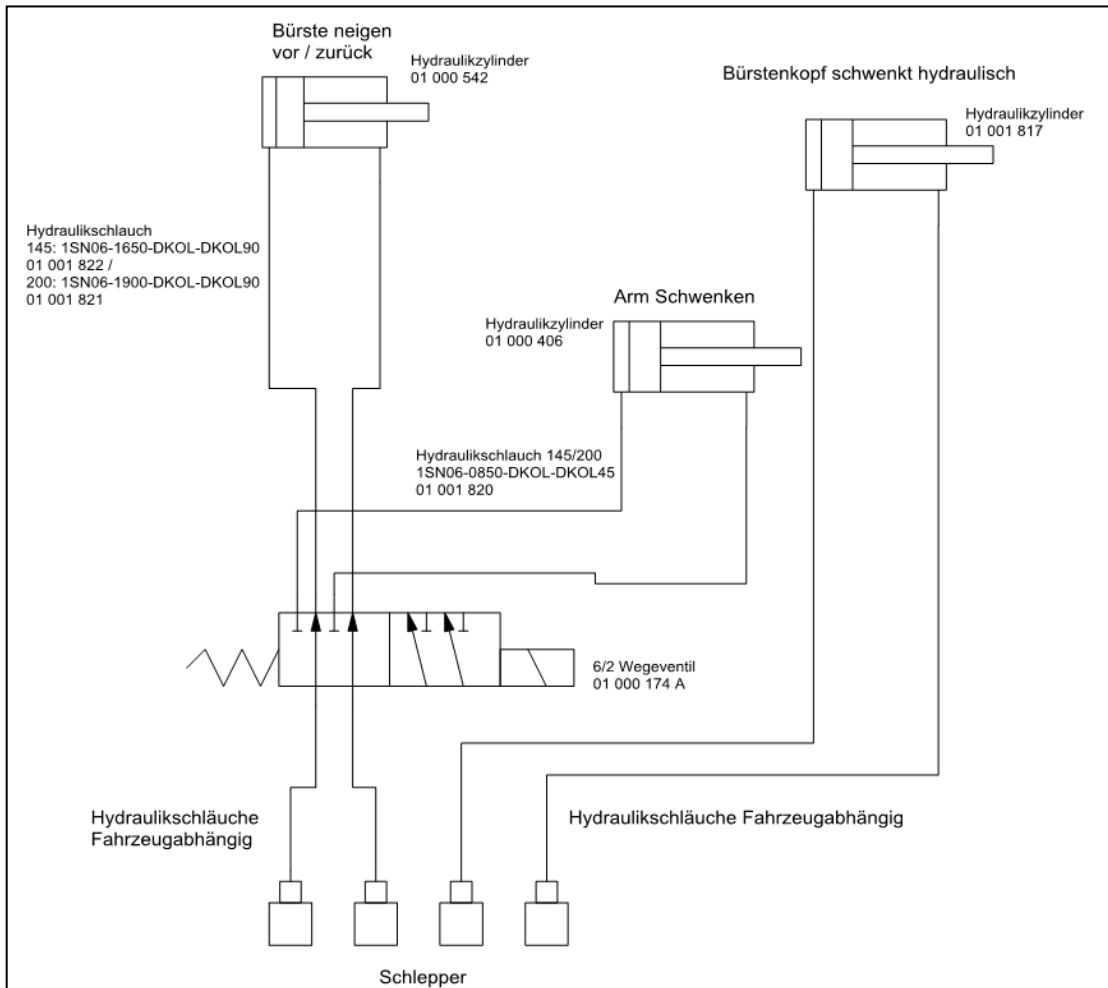 Bürste neigen
vor / zurück
Hydraulikzylinder
01 000 542
Bürstenkopf schwenkt hydraulisch
Hydraulikzylinder
01 001 817
Hydraulikschlauch
145: 1SN06-1650-DKOL-DKOL90
01 001 822 /
200: 1SN06-1900-DKOL-DKOL90
01 001 821
Arm Schwenken
Hydraulikzylinder
01 000 406
Hydraulikschlauch 145/200
1SN06-0850-DKOL-DKOL45
01 001 820
6/2 Wegeventil
01 000 174 A
Hydraulikschläuche
Fahrzeugabhängig
Hydraulikschläuche Fahrzeugabhängig
Schlepper